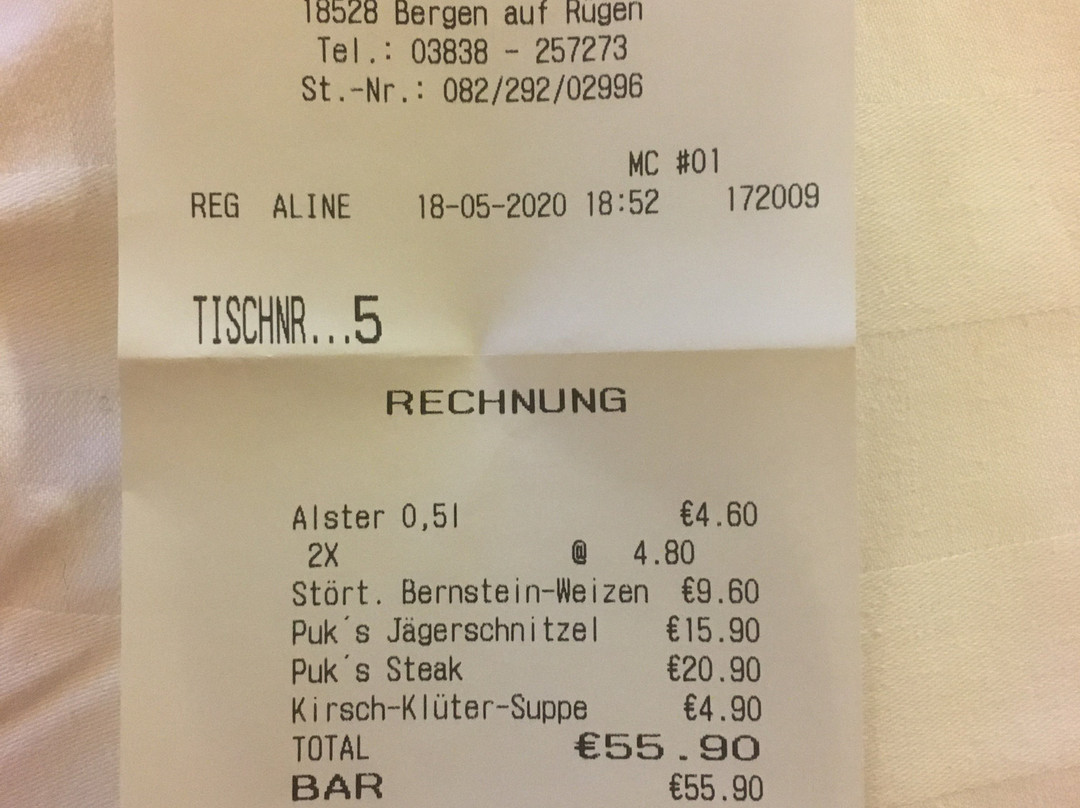 18528 Bergen auf Rügen
Tel.: 03838 - 257273
St.-Nr.: 082/292/02996
MC #01
REG ALINE 18-05-2020 18:52 172009
TISCHNR...5
RECHNUNG
Alster 0,5l €4.60
2X @ 4.80
Stört. Bernstein-Weizen €9.60
Puk´s Jägerschnitzel €15.90
Puk´s Steak €20.90
Kirsch-Klüter-Suppe €4.90
TOTAL €55.90
BAR €55.90